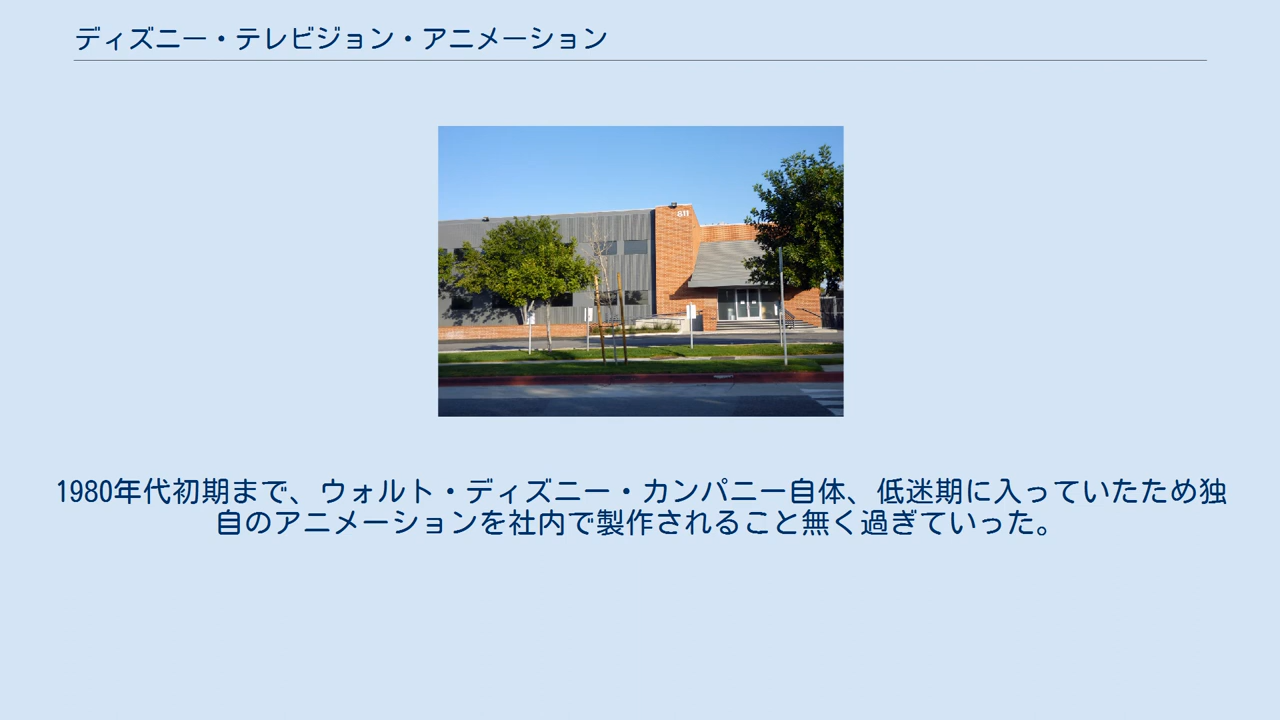 ディズニー・テレビジョン・アニメーション
811
1980年代初期まで、ウォルト・ディズニー・カンパニー自体、低迷期に入っていたため独
自のアニメーションを社内で製作されること無く過ぎていった。